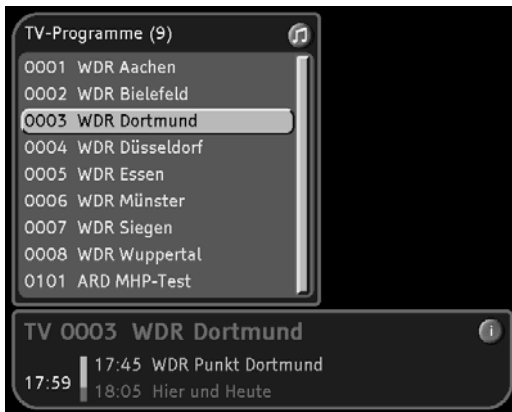 TV-Programme (9)
0001 WDR Aachen
0002 WDR Bielefeld
0003 WDR Dortmund
0004 WDR Düsseldorf
0005 WDR Essen
0006 WDR Münster
0007 WDR Siegen
0008 WDR Wuppertal
0101 ARD MHP-Test
TV 0003 WDR Dortmund
i
17:45 WDR Punkt Dortmund
17:59
18:05 Hier und Heute